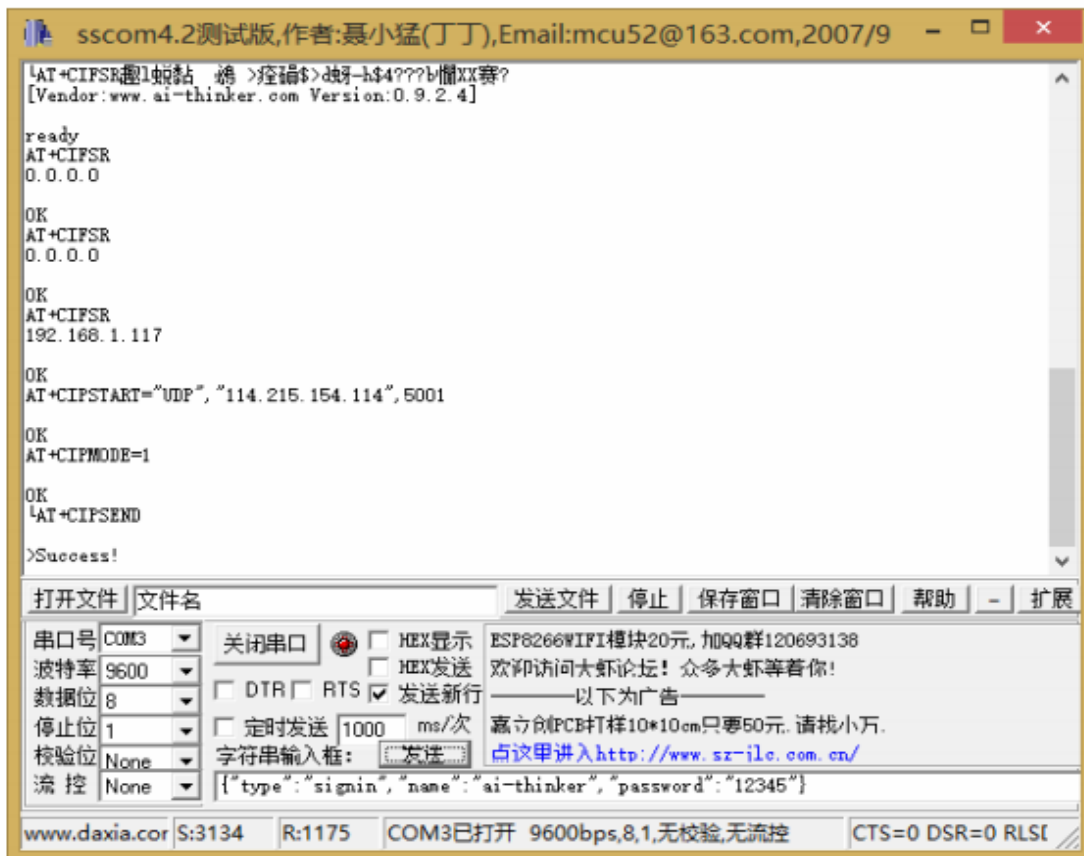 sscom4.2测试版,作者:聂小猛(丁丁),Email:mcu52@163.com,2007/9
AT+CIFSR
[Vendor:www.ai-thinker.com Version:0.9.2.4]
ready
AT+CIFSR
0.0.0.0
OK
AT+CIFSR
0.0.0.0
OK
AT+CIFSR
192.168.1.117
OK
AT+CIPSTART="UDP","114.215.154.114",5001
OK
AT+CIPMODE=1
OK
└AT+CIPSEND
>Success!
打开文件 文件名 发送文件 停止 保存窗口 清除窗口 帮助 - 扩展
串口号 COM3 关闭串口 HEX显示 ESP8266WIFI模块20元,加QQ群120693138
波特率 9600 HEX发送 欢迎访问大虾论坛! 众多大虾等着你!
数据位 8 DTR RTS 发送新行 ————以下为广告————
停止位 1 定时发送 1000 ms/次 嘉立创PCB打样10*10cm只要50元.请找小万.
校验位 None 字符串输入框: 发送 点这里进入http://www.sz-jlc.com.cn/
流 控 None {"type":"signin","name":"ai-thinker","password":"12345"}
www.daxia.cor S:3134 R:1175 COM3已打开 9600bps,8,1,无校验,无流控 CTS=0 DSR=0 RLSD